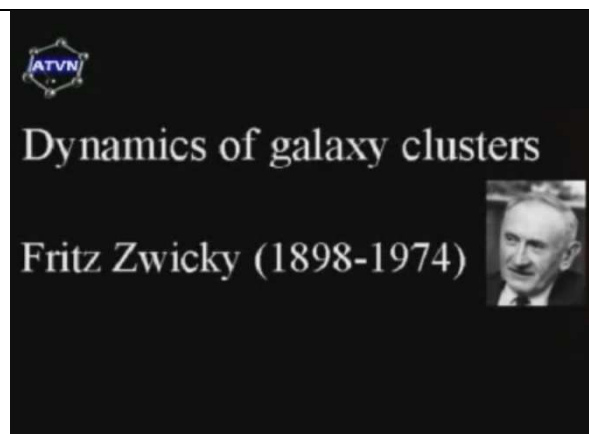 ATVN
Dynamics of galaxy clusters
Fritz Zwicky (1898-1974)